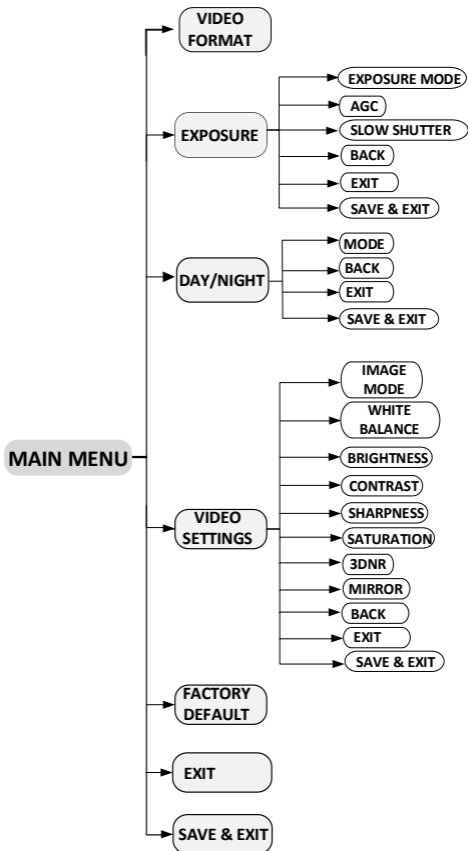 VIDEO
FORMAT
EXPOSURE MODE
AGC
EXPOSURE
SLOW SHUTTER
BACK
EXIT
SAVE & EXIT
MODE
BACK
DAY/NIGHT
EXIT
SAVE & EXIT
IMAGE
MODE
WHITE
BALANCE
MAIN MENU
BRIGHTNESS
CONTRAST
VIDEO
SETTINGS
SHARPNESS
SATURATION
3DNR
MIRROR
BACK
EXIT
SAVE & EXIT
FACTORY
DEFAULT
EXIT
SAVE & EXIT